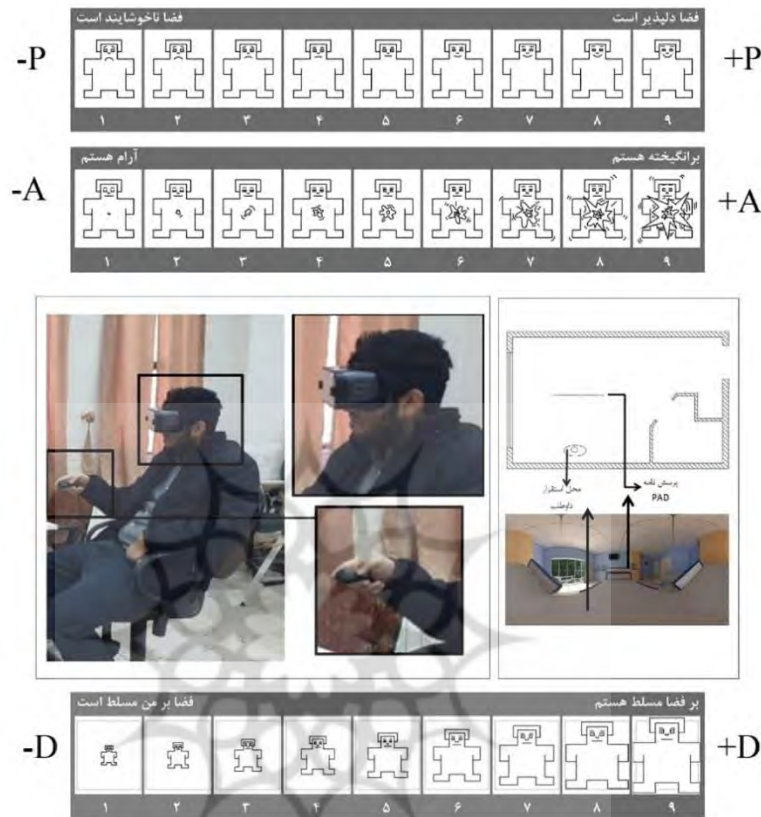 فضا ناخوشایند است فضا دلپذیر است
-P +P
۱ ۲ ۳ ۴ ۵ ۶ ۷ ۸ ۹
آرام هستم برانگیخته هستم
-A +A
۱ ۲ ۳ ۴ ۵ ۶ ۷ ۸ ۹
محل استقرار
داوطلب
پرسش نامه
PAD
فضا بر من مسلط است بر فضا مسلط هستم
-D +D
۱ ۲ ۳ ۴ ۵ ۶ ۷ ۸ ۹